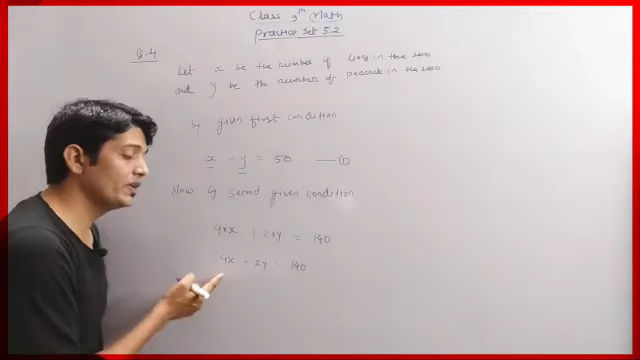 Class 9th Math
Practice Set 5.2
Q.4
Let x be the number of lions in the zoo
and y be the number of peacock in the zoo
by given first condition
x - y = 50 —— ①
Now by second given condition
4×x + 2×y = 140
4x + 2y = 140